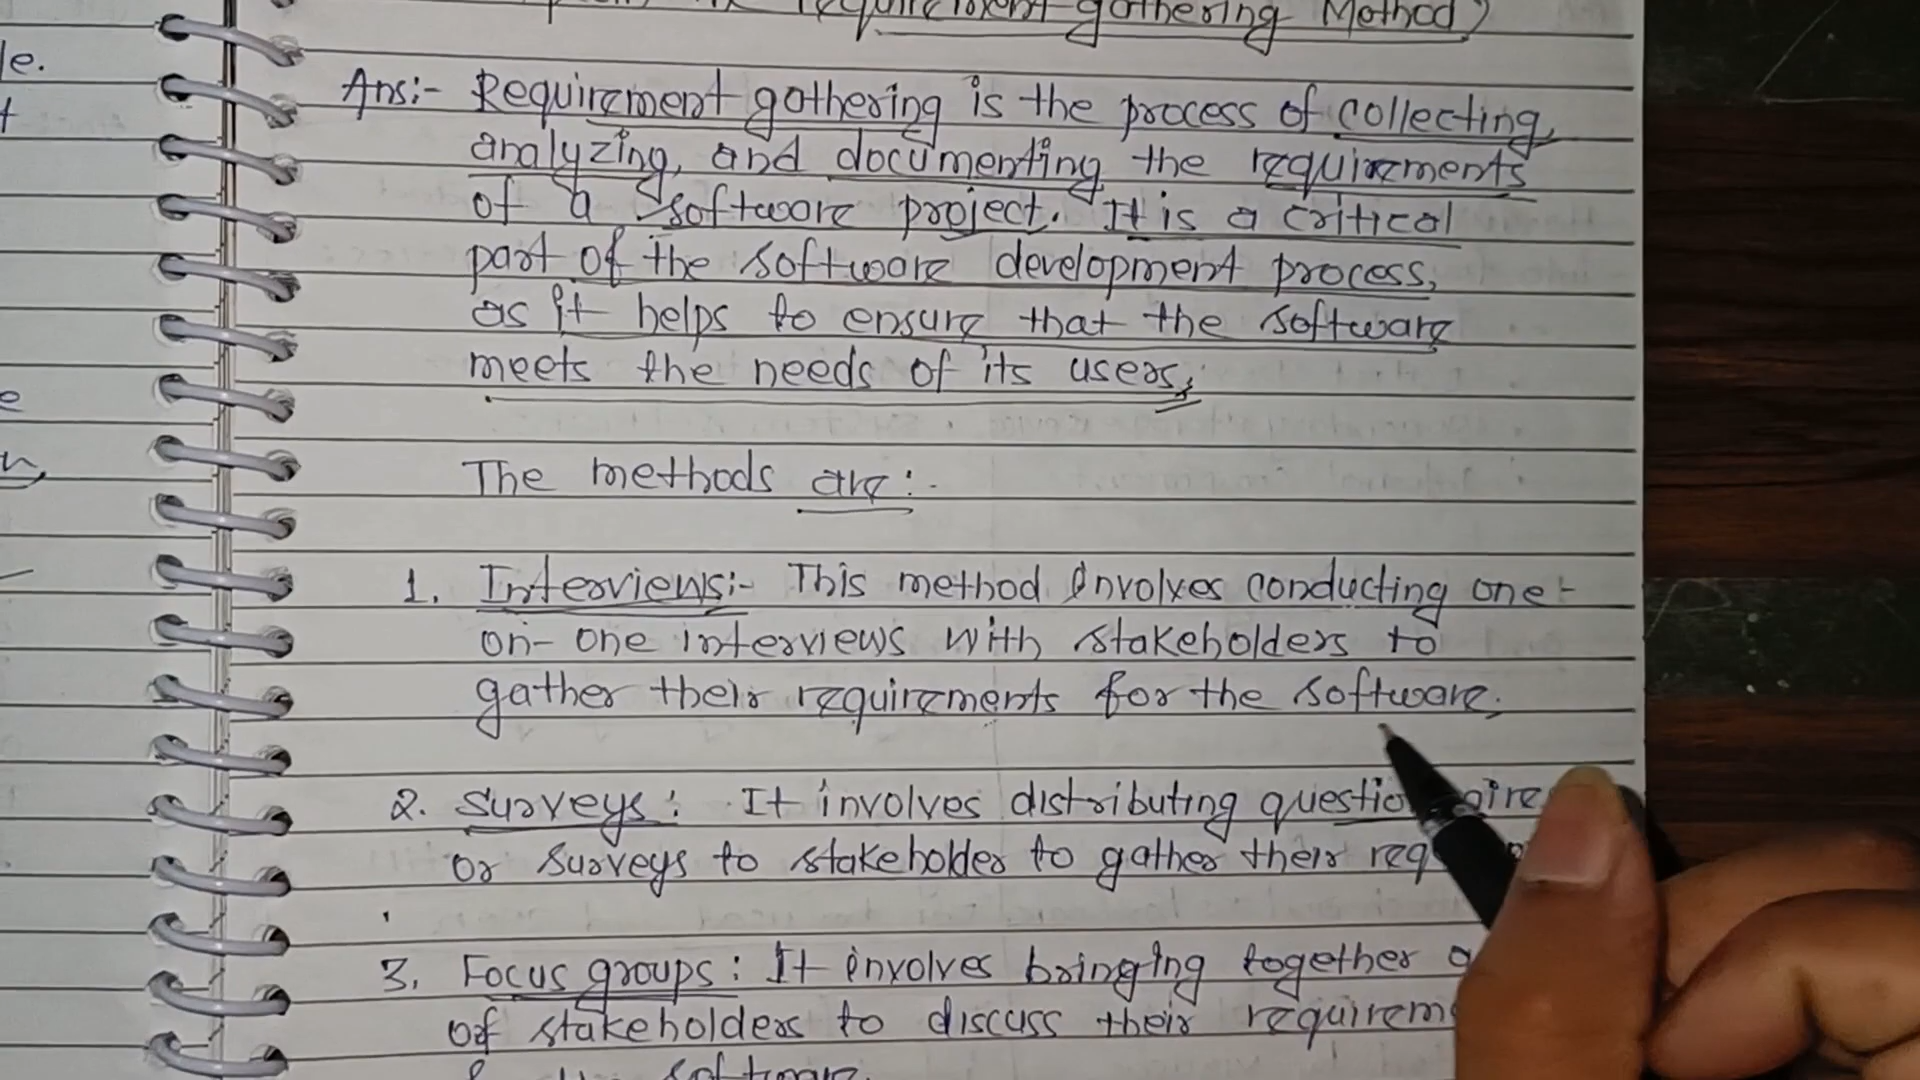 requirement gathering Method?
le.
t
e
n,
Ans:- Requirement gathering is the process of collecting,
analyzing, and documenting the requirements
of a software project. It is a critical
part of the software development process,
as it helps to ensure that the software
meets the needs of its users,
The methods are:-
1. Interviews:- This method involves conducting one-
on-one interviews with stakeholders to
gather their requirements for the software.
2. Surveys: It involves distributing
or surveys to stakeholder to gather their
3. Focus groups: It involves bringing together a
of stakeholders to discuss their
software.